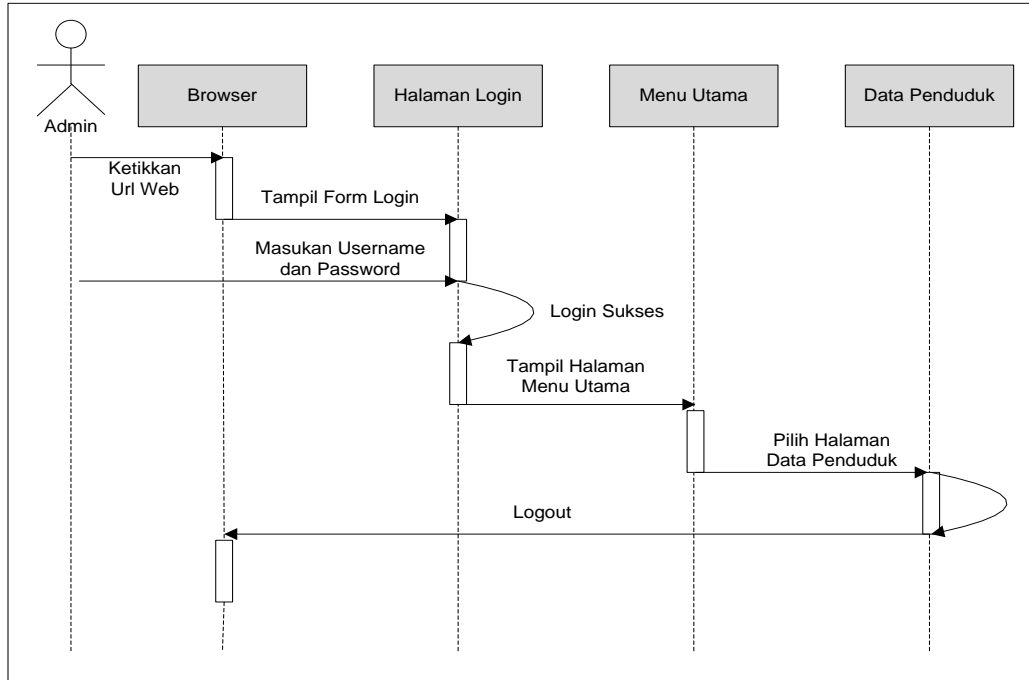 Browser
Halaman Login
Menu Utama
Data Penduduk
Admin
Ketikkan
Url Web
Tampil Form Login
Masukan Username
dan Password
Login Sukses
Tampil Halaman
Menu Utama
Pilih Halaman
Data Penduduk
Logout